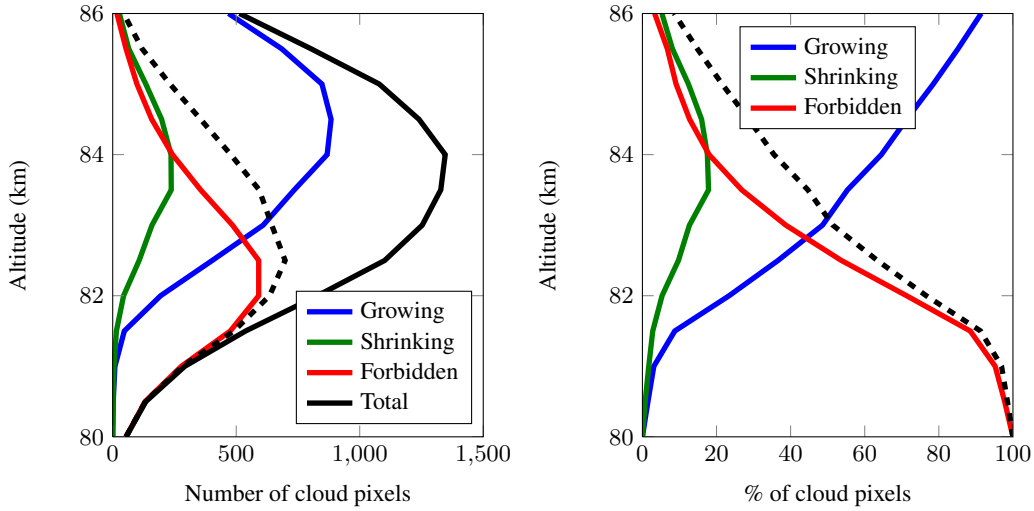 86
84
82
80
0
500
1,000
1,500
Altitude (km)
Number of cloud pixels
Growing
Shrinking
Forbidden
Total
86
84
82
80
0
20
40
60
80
100
Altitude (km)
% of cloud pixels
Growing
Shrinking
Forbidden